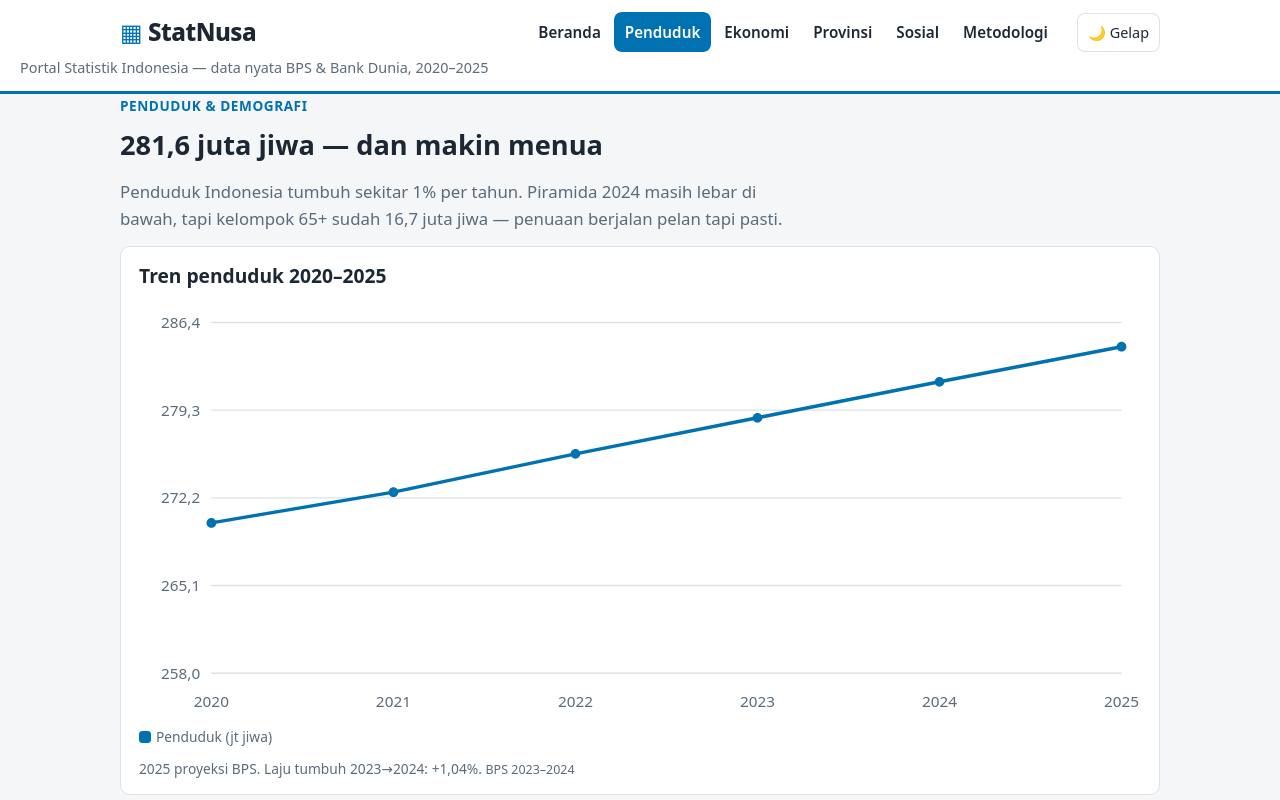 StatNusa
Beranda Penduduk Ekonomi Provinsi Sosial Metodologi 🌙 Gelap
Portal Statistik Indonesia — data nyata BPS & Bank Dunia, 2020–2025
PENDUDUK & DEMOGRAFI
281,6 juta jiwa — dan makin menua
Penduduk Indonesia tumbuh sekitar 1% per tahun. Piramida 2024 masih lebar di
bawah, tapi kelompok 65+ sudah 16,7 juta jiwa — penuaan berjalan pelan tapi pasti.
Tren penduduk 2020–2025
286,4
279,3
272,2
265,1
258,0
2020 2021 2022 2023 2024 2025
Penduduk (jt jiwa)
2025 proyeksi BPS. Laju tumbuh 2023→2024: +1,04%. BPS 2023–2024